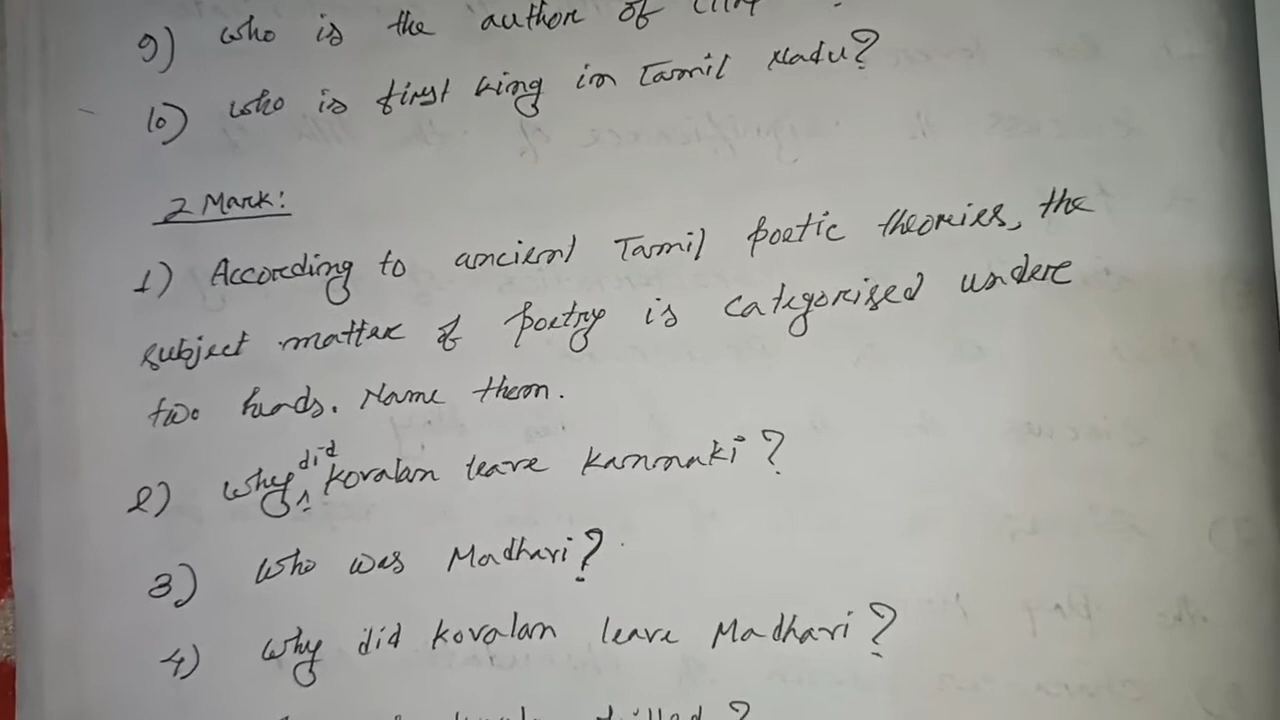 9) who is the author of
10) who is first king in Tamil Nadu?
2 Mark:
1) According to ancient Tamil poetic theories, the
subject matter of poetry is categorised undere
two heads. Name them.
2) Why did kovalan leave Kannaki?
3) Who was Madhavi?
4) Why did kovalan leave Madhavi?